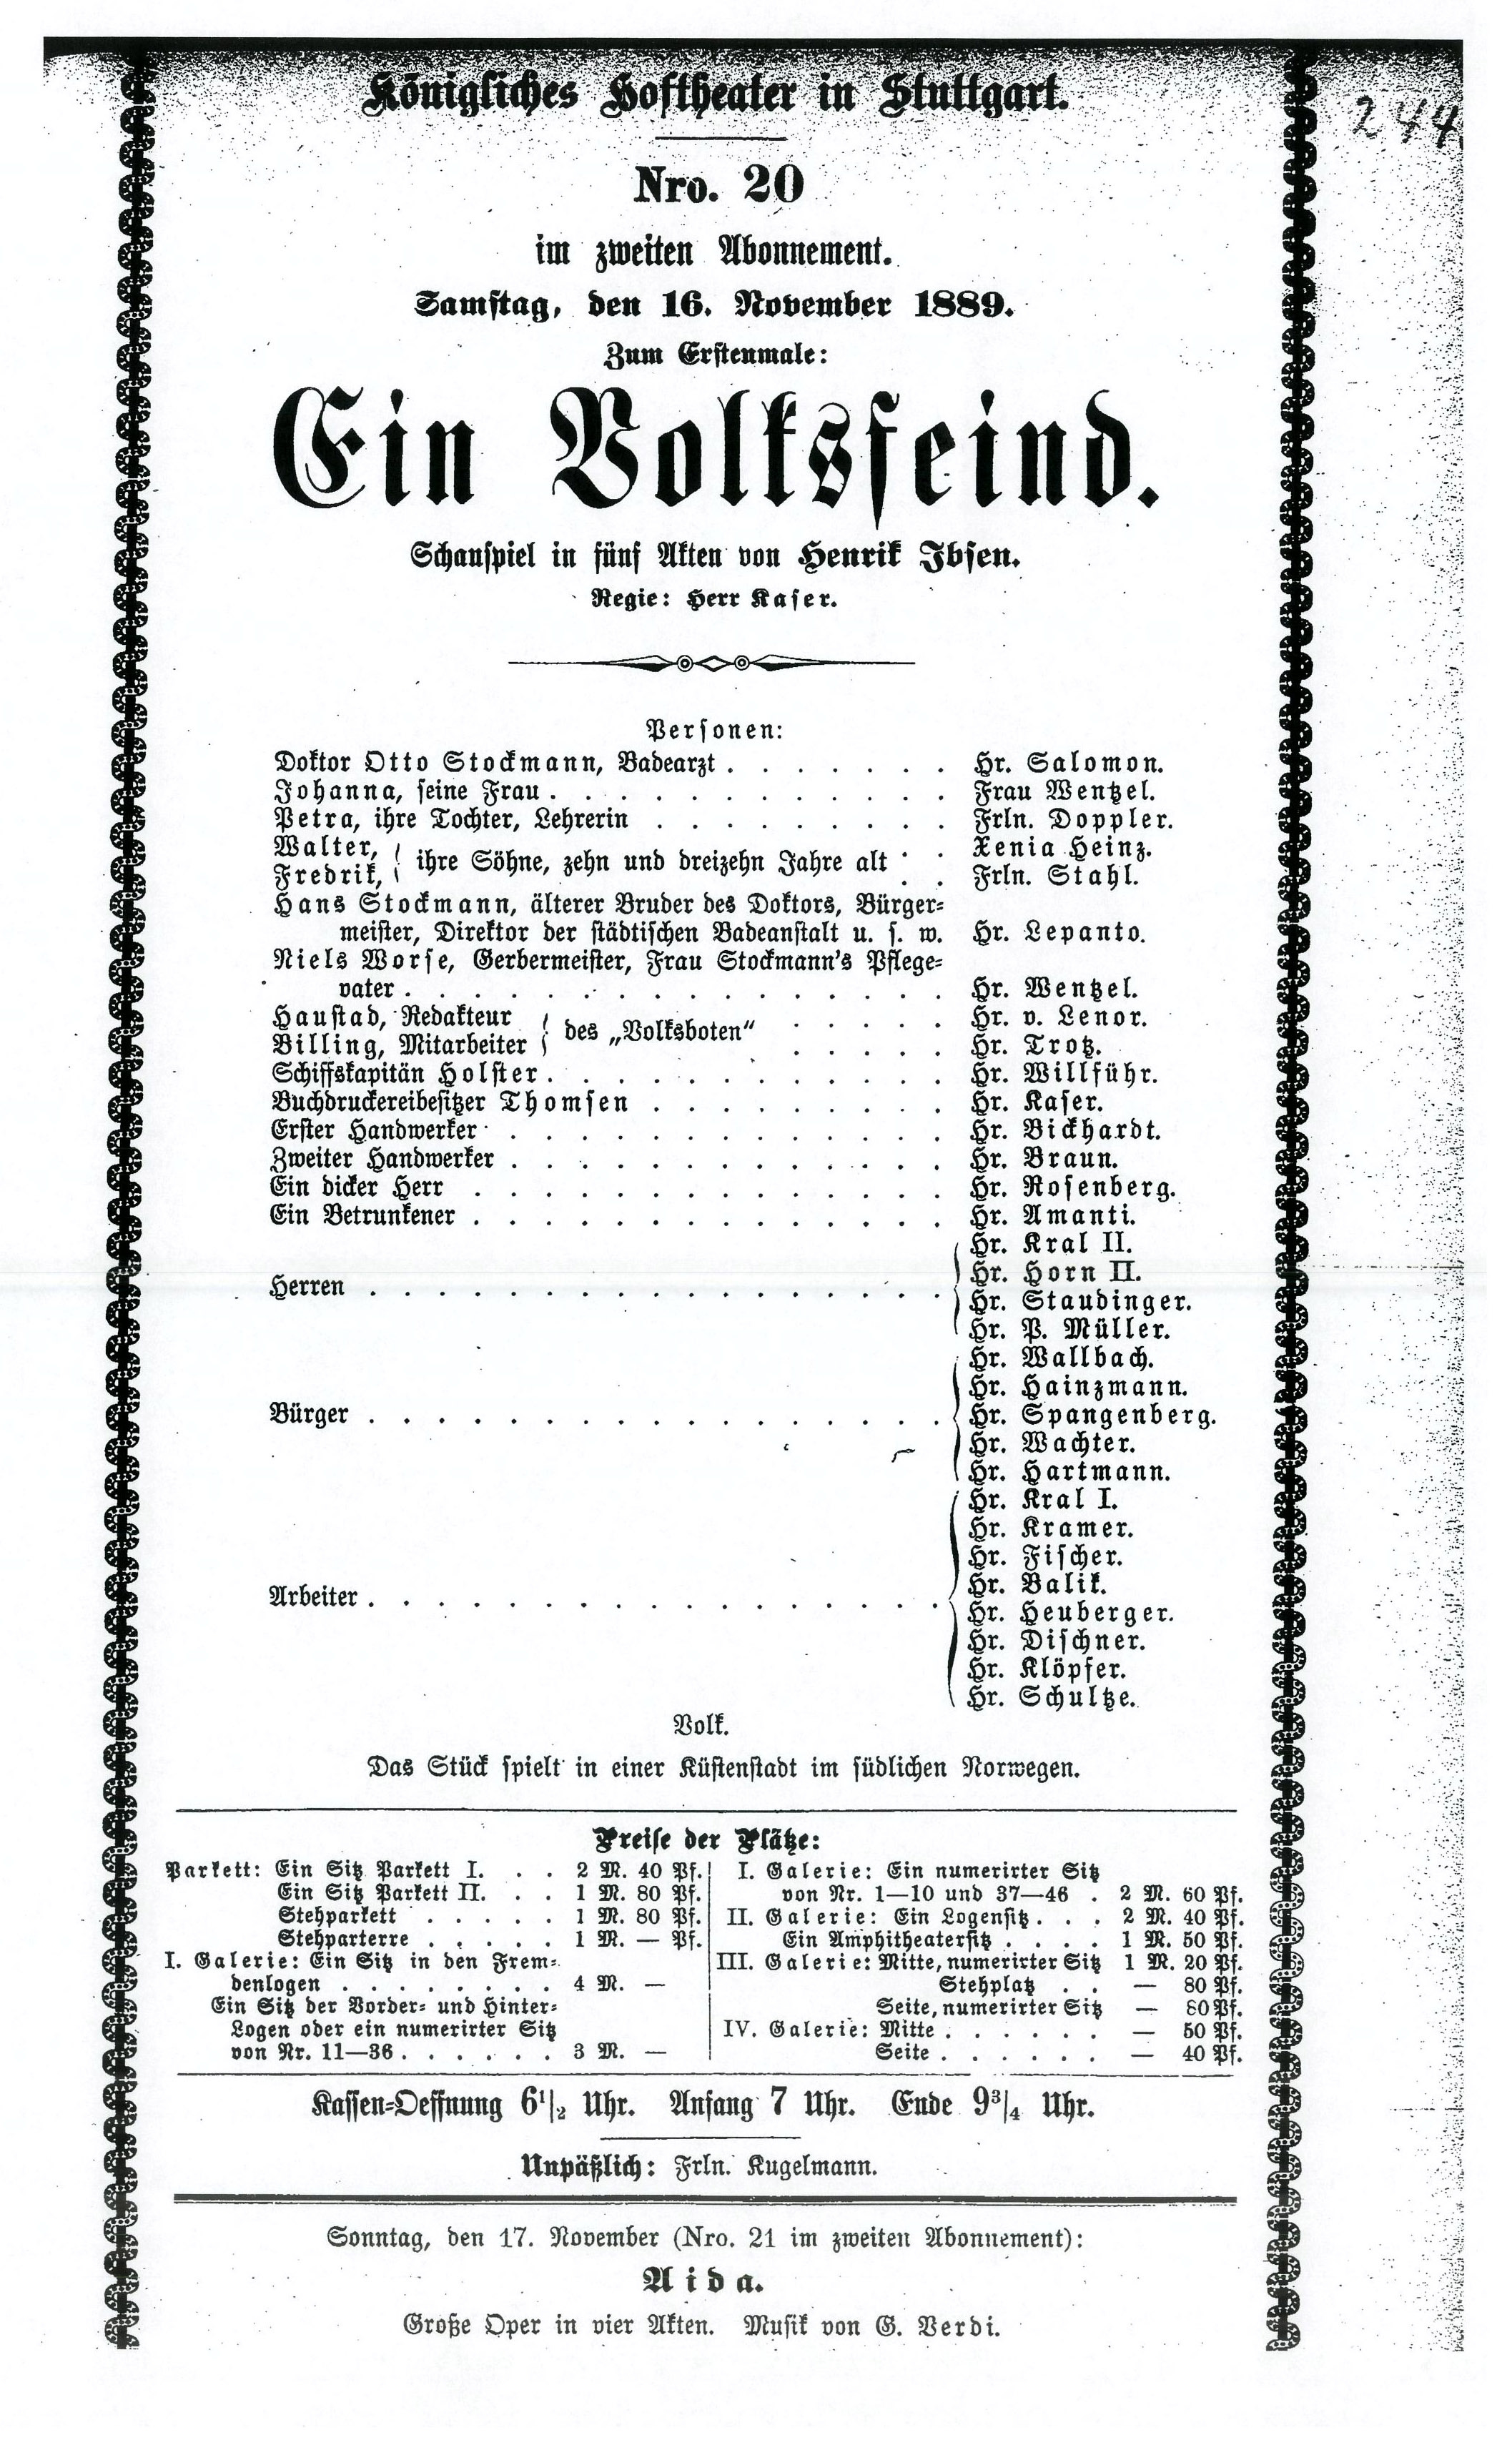 Königliches Hoftheater in Stuttgart.
244
Nro. 20
im zweiten Abonnement.
Samstag, den 16. November 1889.
Zum Erstenmale:
Ein Volksfeind.
Schauspiel in fünf Akten von Henrik Ibsen.
Regie: Herr Kaser.
Personen:
Doktor Otto Stockmann, Badearzt . . . . . . . Hr. Salomon.
Johanna, seine Frau . . . . . . . . . . . . Frau Wentzel.
Petra, ihre Tochter, Lehrerin . . . . . . . . . Frln. Doppler.
Walter, } ihre Söhne, zehn und dreizehn Jahre alt . . Xenia Heinz.
Fredrik, } . . Frln. Stahl.
Hans Stockmann, älterer Bruder des Doktors, Bürger-
meister, Direktor der städtischen Badeanstalt u. s. w. Hr. Lepanto.
Niels Worse, Gerbermeister, Frau Stockmann's Pflege-
vater . . . . . . . . . . . . . . . . Hr. Wentzel.
Haustad, Redakteur } des „Volksboten“ . . . . . Hr. v. Lenor.
Billing, Mitarbeiter } . . . . . Hr. Trotz.
Schiffskapitän Holster . . . . . . . . . . . . Hr. Willführ.
Buchdruckereibesitzer Thomsen . . . . . . . . . Hr. Kaser.
Erster Handwerker . . . . . . . . . . . . . Hr. Bickhardt.
Zweiter Handwerker . . . . . . . . . . . . . Hr. Braun.
Ein dicker Herr . . . . . . . . . . . . . . Hr. Rosenberg.
Ein Betrunkener . . . . . . . . . . . . . . Hr. Amanti.
Hr. Kral II.
Hr. Horn II.
Herren . . . . . . . . . . . . . . . . .
Hr. Staudinger.
Hr. P. Müller.
Hr. Wallbach.
Hr. Hainzmann.
Bürger . . . . . . . . . . . . . . . . . Hr. Spangenberg.
Hr. Wachter.
Hr. Hartmann.
Hr. Kral I.
Hr. Kramer.
Hr. Fischer.
Hr. Balik.
Arbeiter . . . . . . . . . . . . . . . . .
Hr. Heuberger.
Hr. Dischner.
Hr. Klöpfer.
Hr. Schultze.
Volk.
Das Stück spielt in einer Küstenstadt im südlichen Norwegen.
Preise der Plätze:
Parkett: Ein Sitz Parkett I. . . . 2 M. 40 Pf.
Ein Sitz Parkett II. . . 1 M. 80 Pf.
Stehparkett . . . . . 1 M. 80 Pf.
Stehparterre . . . . . 1 M. — Pf.
I. Galerie: Ein Sitz in den Frem-
denlogen . . . . . . . 4 M. —
Ein Sitz der Vorder- und Hinter-
Logen oder ein numerirter Sitz
von Nr. 11—36 . . . . . . 3 M. —
I. Galerie: Ein numerirter Sitz
von Nr. 1—10 und 37—46 . 2 M. 60 Pf.
II. Galerie: Ein Logensitz . . . 2 M. 40 Pf.
Ein Amphitheatersitz . . . . 1 M. 50 Pf.
III. Galerie: Mitte, numerirter Sitz 1 M. 20 Pf.
Stehplatz . . — 80 Pf.
Seite, numerirter Sitz — 80 Pf.
IV. Galerie: Mitte . . . . . . — 50 Pf.
Seite . . . . . . — 40 Pf.
Kassen-Oeffnung 6 1/2 Uhr. Anfang 7 Uhr. Ende 9 3/4 Uhr.
Unpäßlich: Frln. Kugelmann.
Sonntag, den 17. November (Nro. 21 im zweiten Abonnement):
Aida.
Große Oper in vier Akten. Musik von G. Verdi.